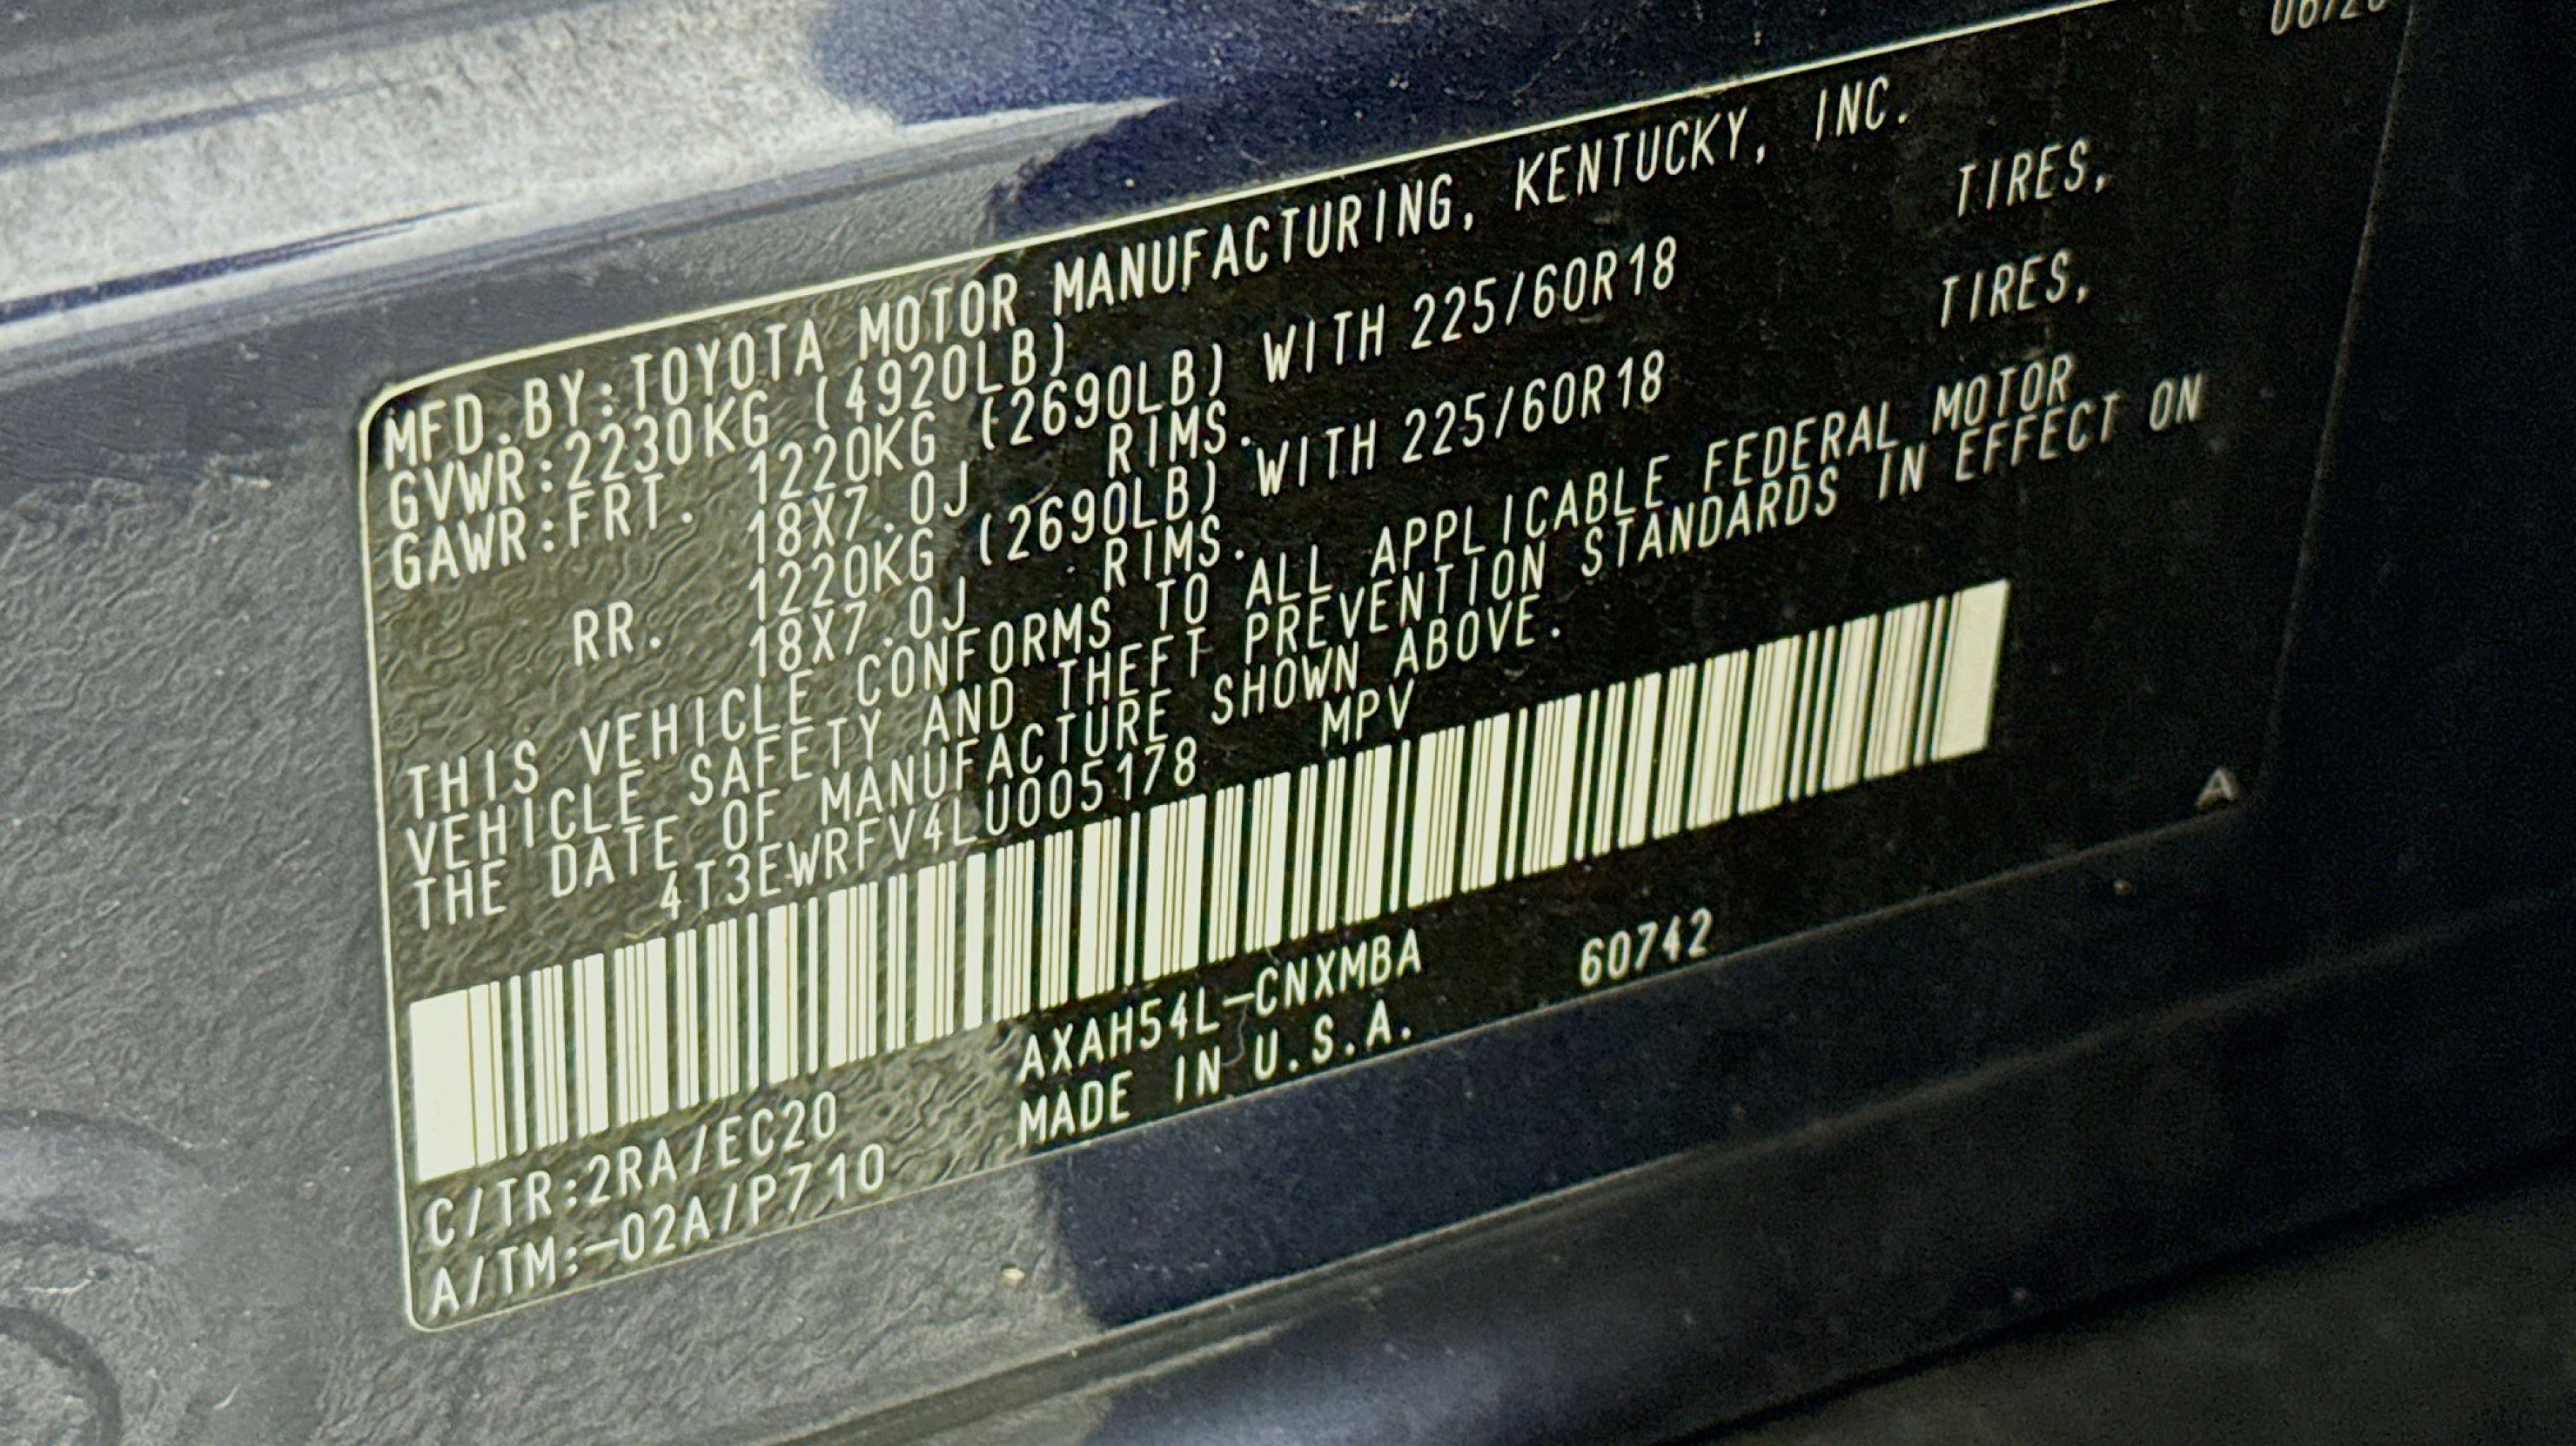 06/20
MFD.BY:TOYOTA MOTOR MANUFACTURING, KENTUCKY, INC.
GVWR:2230KG (4920LB)
GAWR:FRT. 1220KG (2690LB) WITH 225/60R18 TIRES,
18X7.0J RIMS.
RR. 1220KG (2690LB) WITH 225/60R18 TIRES,
18X7.0J RIMS.
THIS VEHICLE CONFORMS TO ALL APPLICABLE FEDERAL MOTOR
VEHICLE SAFETY AND THEFT PREVENTION STANDARDS IN EFFECT ON
THE DATE OF MANUFACTURE SHOWN ABOVE.
4T3EWRFV4LU005178 MPV
A
C/TR:2RA/EC20 AXAH54L-CNXMBA 60742
A/TM:-02A/P710 MADE IN U.S.A.